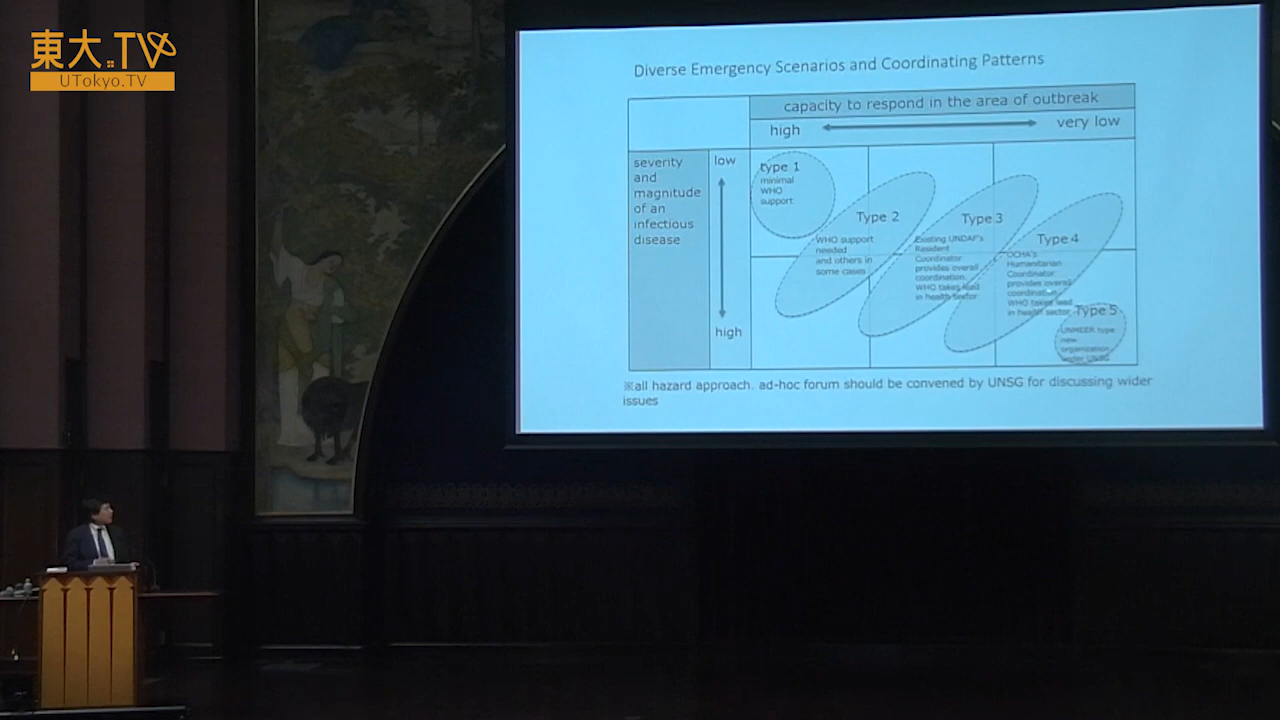 東大TV
UTokyo.TV
Diverse Emergency Scenarios and Coordinating Patterns
capacity to respond in the area of outbreak
high
very low
severity
and
magnitude
of an
infectious
disease
low
high
type 1
minimal
WHO
support
Type 2
WHO support
needed
and others in
some cases
Type 3
Existing UNDAF's
Resident
Coordinator
provides overall
coordination.
WHO takes lead
in health sector
Type 4
OCHA's
Humanitarian
Coordinator
provides overall
coordination
WHO takes lead
in health sector
Type 5
UNMEER type
new
organization
under UNSG
※all hazard approach. ad-hoc forum should be convened by UNSG for discussing wider
issues